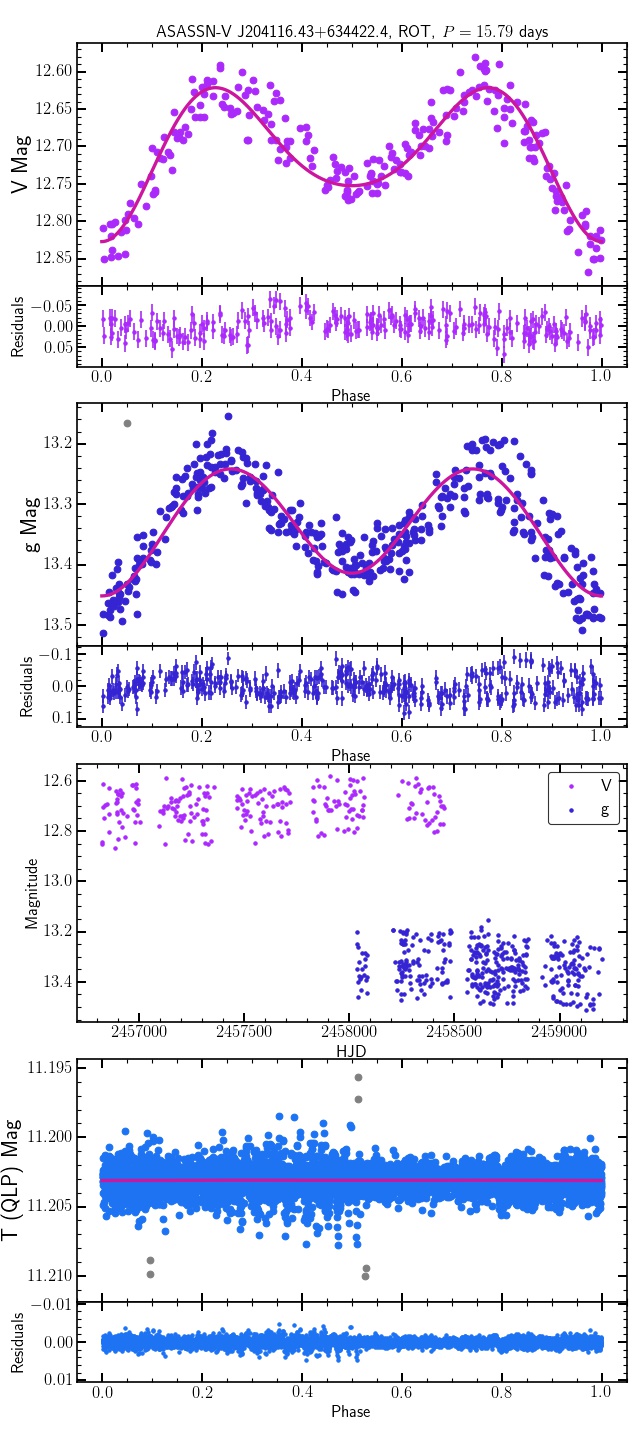 ASASSN-V J204116.43+634422.4, ROT, P = 15.79 days
V Mag
12.60
12.65
12.70
12.75
12.80
12.85
Residuals
−0.05
0.00
0.05
0.0 0.2 0.4 0.6 0.8 1.0
Phase
g Mag
13.2
13.3
13.4
13.5
Residuals
−0.1
0.0
0.1
0.0 0.2 0.4 0.6 0.8 1.0
Phase
Magnitude
12.6
12.8
13.0
13.2
13.4
V
g
2457000 2457500 2458000 2458500 2459000
HJD
T (QLP) Mag
11.195
11.200
11.205
11.210
Residuals
−0.01
0.00
0.01
0.0 0.2 0.4 0.6 0.8 1.0
Phase